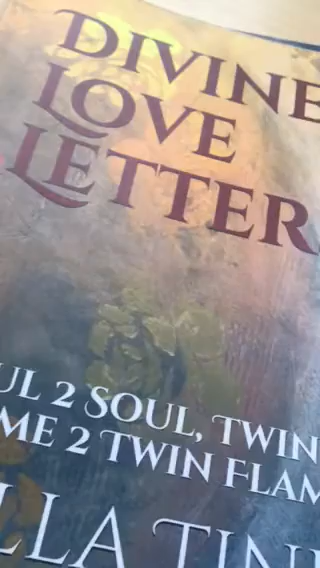 DIVINE
LOVE
LETTER
UL 2 SOUL, TWIN
ME 2 TWIN FLAM
LLA TIN